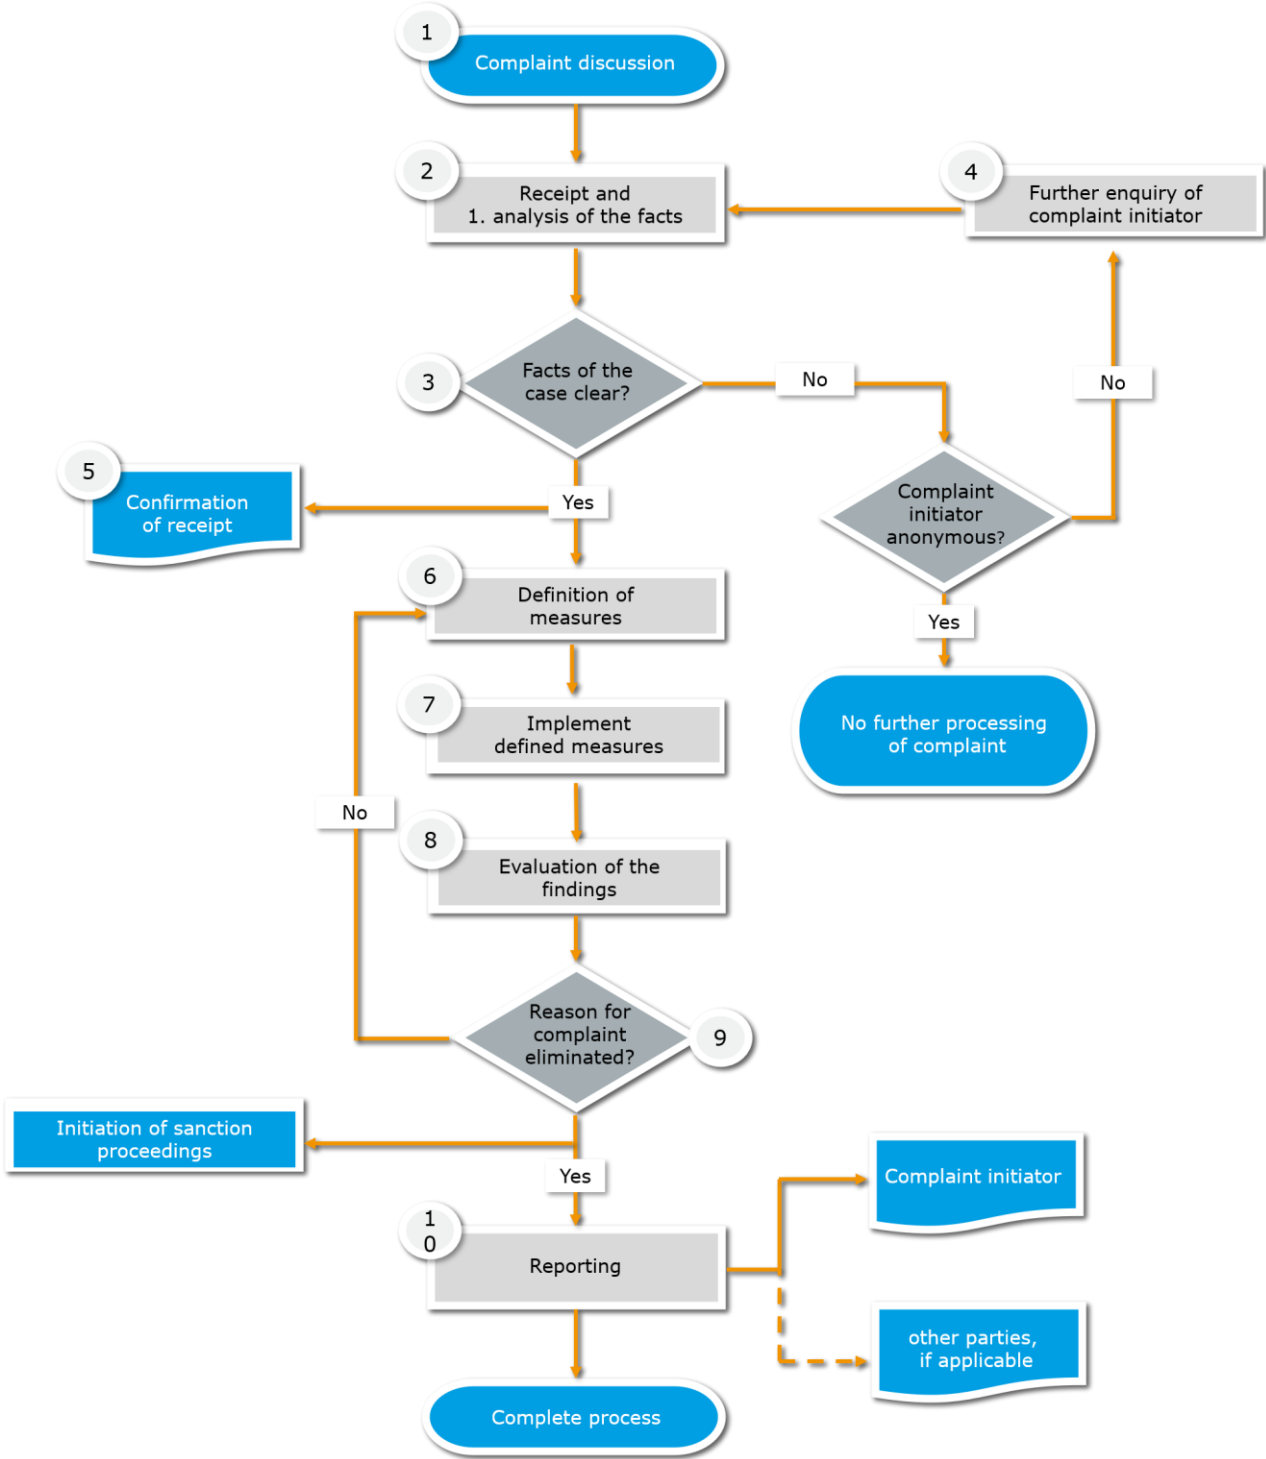 1
Complaint discussion
2
Receipt and
1. analysis of the facts
4
Further enquiry of
complaint initiator
3
Facts of the
case clear?
No
No
5
Confirmation
of receipt
Yes
Complaint
initiator
anonymous?
6
Definition of
measures
Yes
7
Implement
defined measures
No further processing
of complaint
No
8
Evaluation of the
findings
Reason for
complaint
eliminated?
9
Initiation of sanction
proceedings
Yes
Complaint initiator
1
0
Reporting
other parties,
if applicable
Complete process